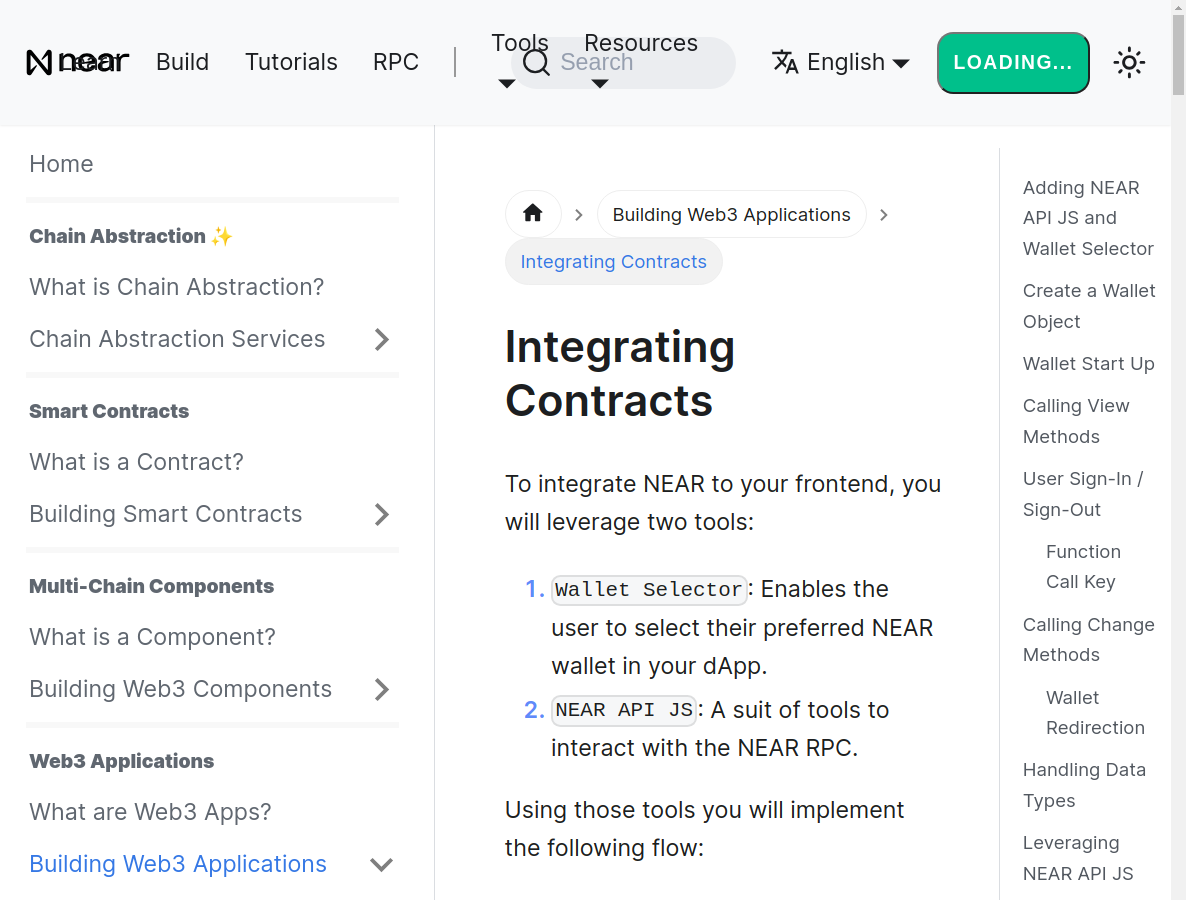 near
Learn
Build
Tutorials
RPC
Tools
Resources
Search
English
LOADING...
Home
Chain Abstraction ✨
What is Chain Abstraction?
Chain Abstraction Services
Smart Contracts
What is a Contract?
Building Smart Contracts
Multi-Chain Components
What is a Component?
Building Web3 Components
Web3 Applications
What are Web3 Apps?
Building Web3 Applications
Building Web3 Applications
Integrating Contracts
Integrating
Contracts
To integrate NEAR to your frontend, you
will leverage two tools:
1. Wallet Selector: Enables the
user to select their preferred NEAR
wallet in your dApp.
2. NEAR API JS: A suit of tools to
interact with the NEAR RPC.
Using those tools you will implement
the following flow:
Adding NEAR
API JS and
Wallet Selector
Create a Wallet
Object
Wallet Start Up
Calling View
Methods
User Sign-In /
Sign-Out
Function
Call Key
Calling Change
Methods
Wallet
Redirection
Handling Data
Types
Leveraging
NEAR API JS